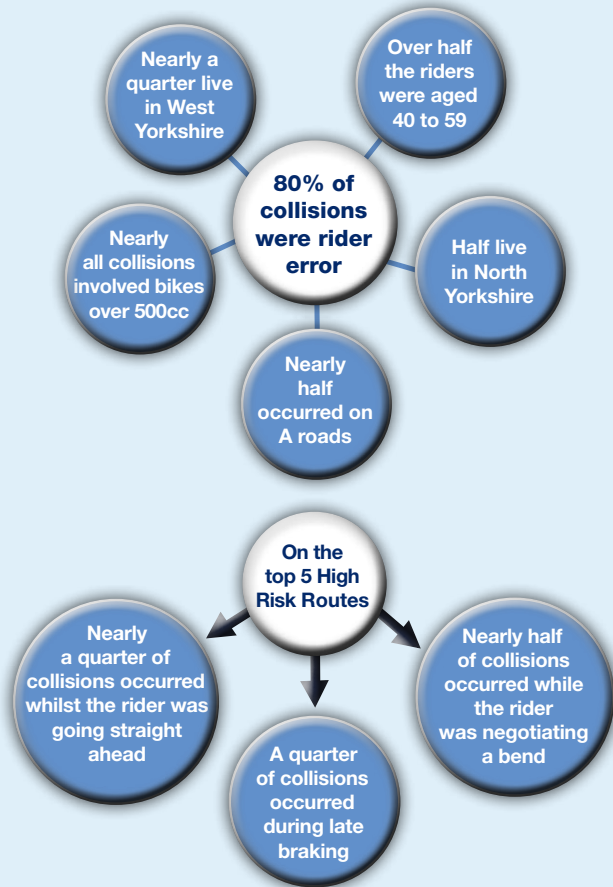 Nearly a
quarter live
in West
Yorkshire
Over half
the riders
were aged
40 to 59
80% of
collisions
were rider
error
Nearly
all collisions
involved bikes
over 500cc
Half live
in North
Yorkshire
Nearly
half
occurred on
A roads
On the
top 5 High
Risk Routes
Nearly
a quarter of
collisions occurred
whilst the rider was
going straight
ahead
A quarter
of collisions
occurred
during late
braking
Nearly half
of collisions
occurred while
the rider
was negotiating
a bend